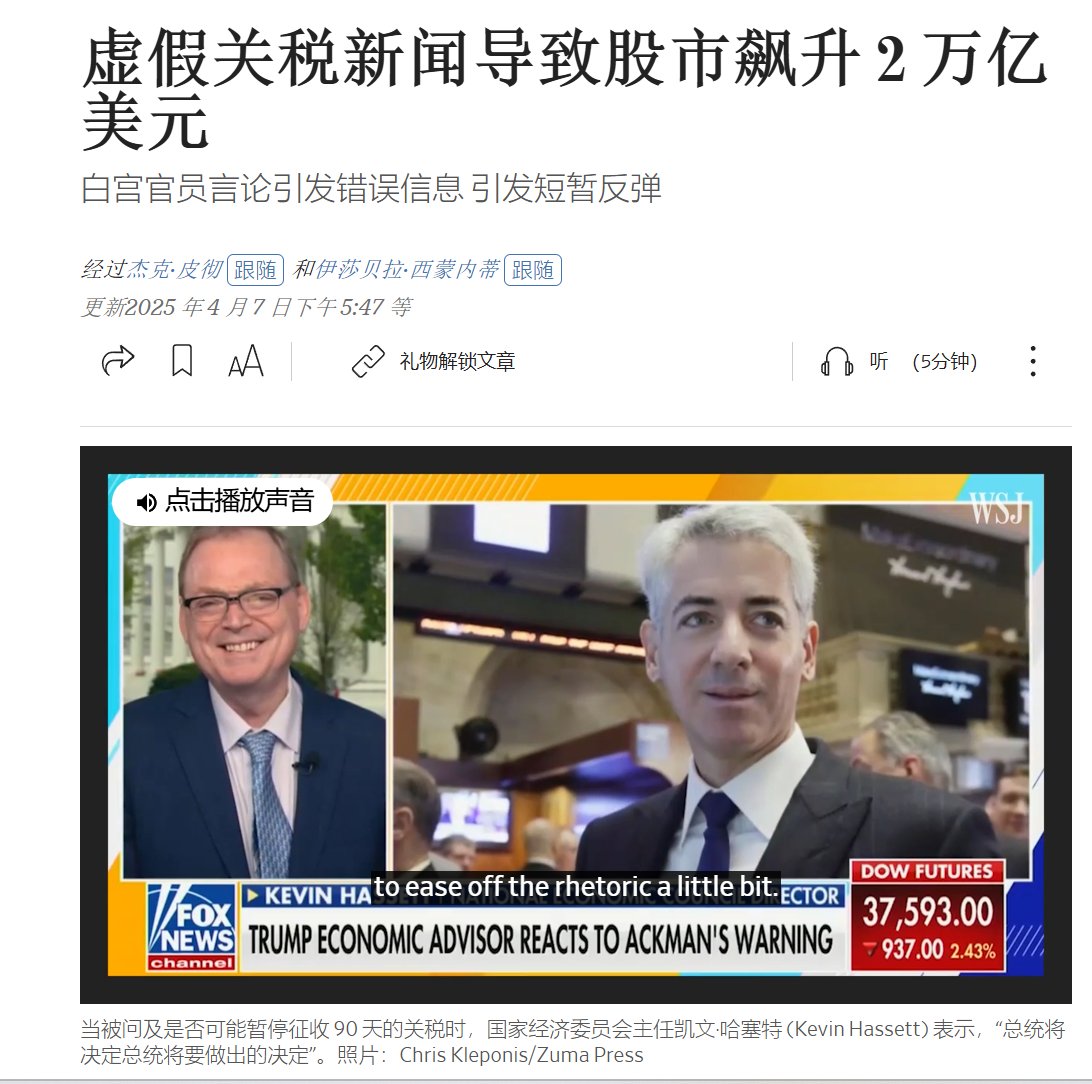 虚假关税新闻导致股市飙升 2 万亿
美元
白宫官员言论引发错误信息 引发短暂反弹
经过杰克·皮彻 跟随 和伊莎贝拉·西蒙内蒂 跟随
更新2025 年 4 月 7 日下午 5:47 等
礼物解锁文章
听 (5分钟)
点击播放声音
WSJ
to ease off the rhetoric a little bit.
FOX
NEWS
channel
KEVIN HASSETT NATIONAL ECONOMIC COUNCIL DIRECTOR
TRUMP ECONOMIC ADVISOR REACTS TO ACKMAN'S WARNING
DOW FUTURES
37,593.00
937.00 2.43%
当被问及是否可能暂停征收 90 天的关税时，国家经济委员会主任凯文·哈塞特 (Kevin Hassett) 表示，“总统将
决定总统将要做出的决定”。照片：Chris Kleponis/Zuma Press